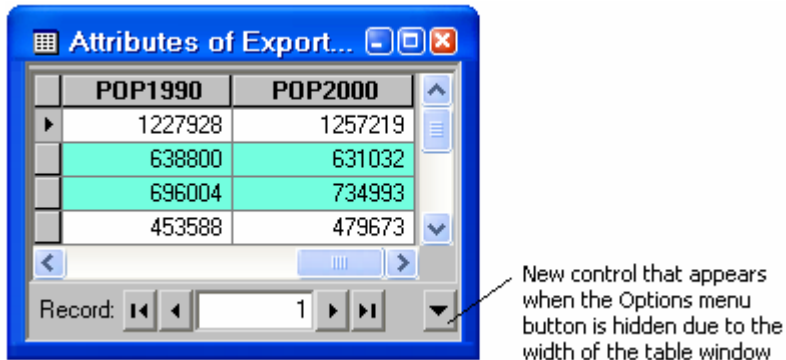 Attributes of Export...
POP1990 POP2000
1227928 1257219
638800 631032
696004 734993
453588 479673
Record: 1
New control that appears
when the Options menu
button is hidden due to the
width of the table window